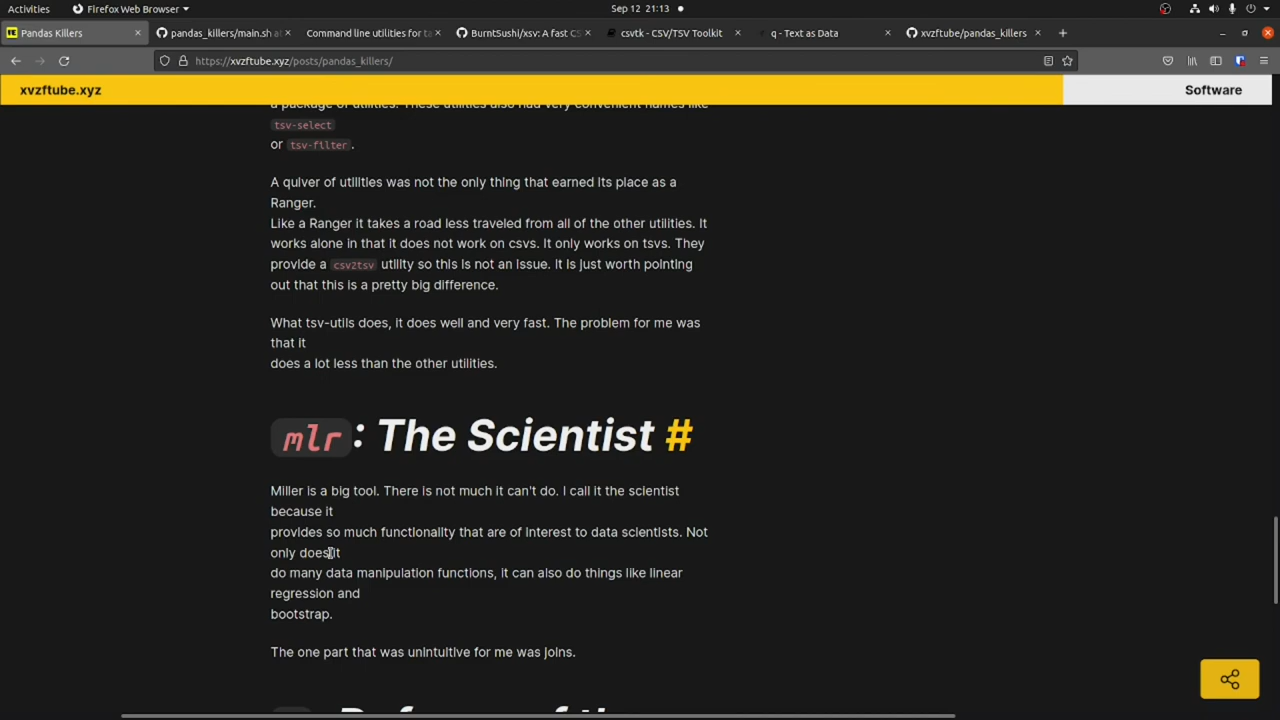 Activities
Firefox Web Browser
Sep 12 21:13
Pandas Killers
pandas_killers/main.sh at
Command line utilities for ta
BurntSushi/xsv: A fast CS
csvtk - CSV/TSV Toolkit
q - Text as Data
xvzftube/pandas_killers
https://xvzftube.xyz/posts/pandas_killers/
xvzftube.xyz
Software
a package of utilities. These utilities also had very convenient names like
tsv-select
or tsv-filter.
A quiver of utilities was not the only thing that earned its place as a
Ranger.
Like a Ranger it takes a road less traveled from all of the other utilities. It
works alone in that it does not work on csvs. It only works on tsvs. They
provide a csv2tsv utility so this is not an issue. It is just worth pointing
out that this is a pretty big difference.
What tsv-utils does, it does well and very fast. The problem for me was
that it
does a lot less than the other utilities.
mlr: The Scientist #
Miller is a big tool. There is not much it can't do. I call it the scientist
because it
provides so much functionality that are of interest to data scientists. Not
only does it
do many data manipulation functions, it can also do things like linear
regression and
bootstrap.
The one part that was unintuitive for me was joins.